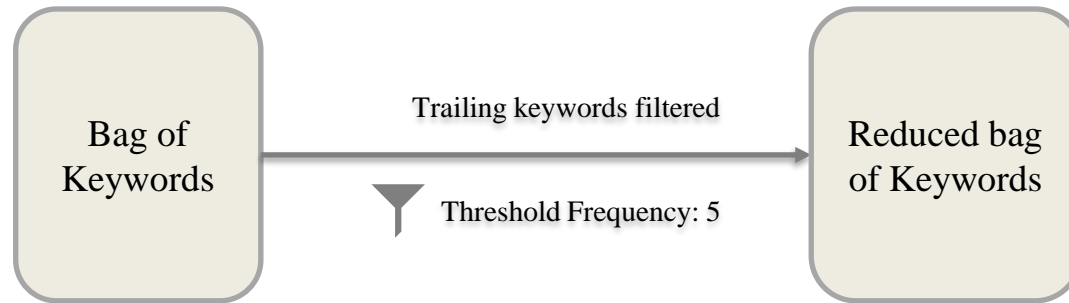 Bag of
Keywords
Trailing keywords filtered
Threshold Frequency: 5
Reduced bag
of Keywords